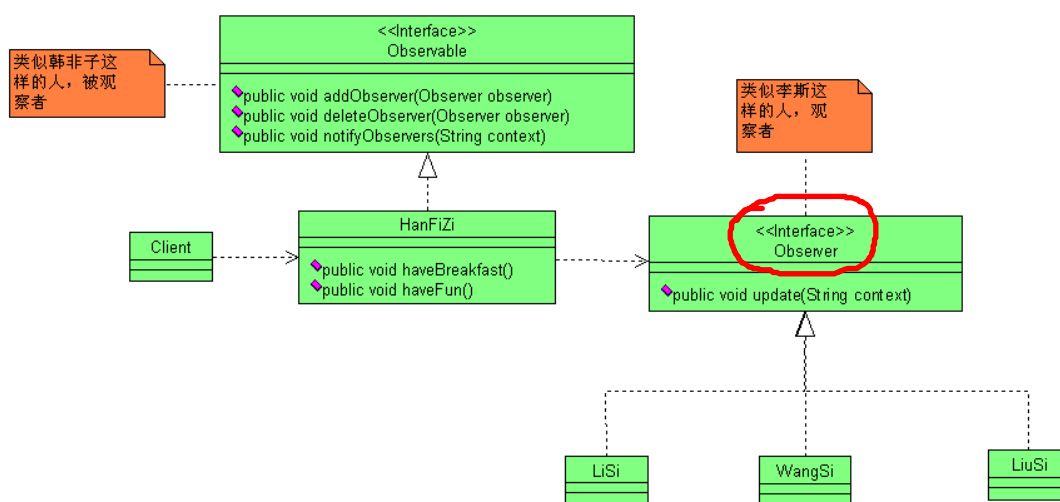 <<Interface>>
Observable
public void addObserver(Observer observer)
public void deleteObserver(Observer observer)
public void notifyObservers(String context)
类似韩非子这
样的人，被观
察者
类似李斯这
样的人，观
察者
Client
HanFiZi
public void haveBreakfast()
public void haveFun()
<<Interface>>
Observer
public void update(String context)
LiSi
WangSi
LiuSi